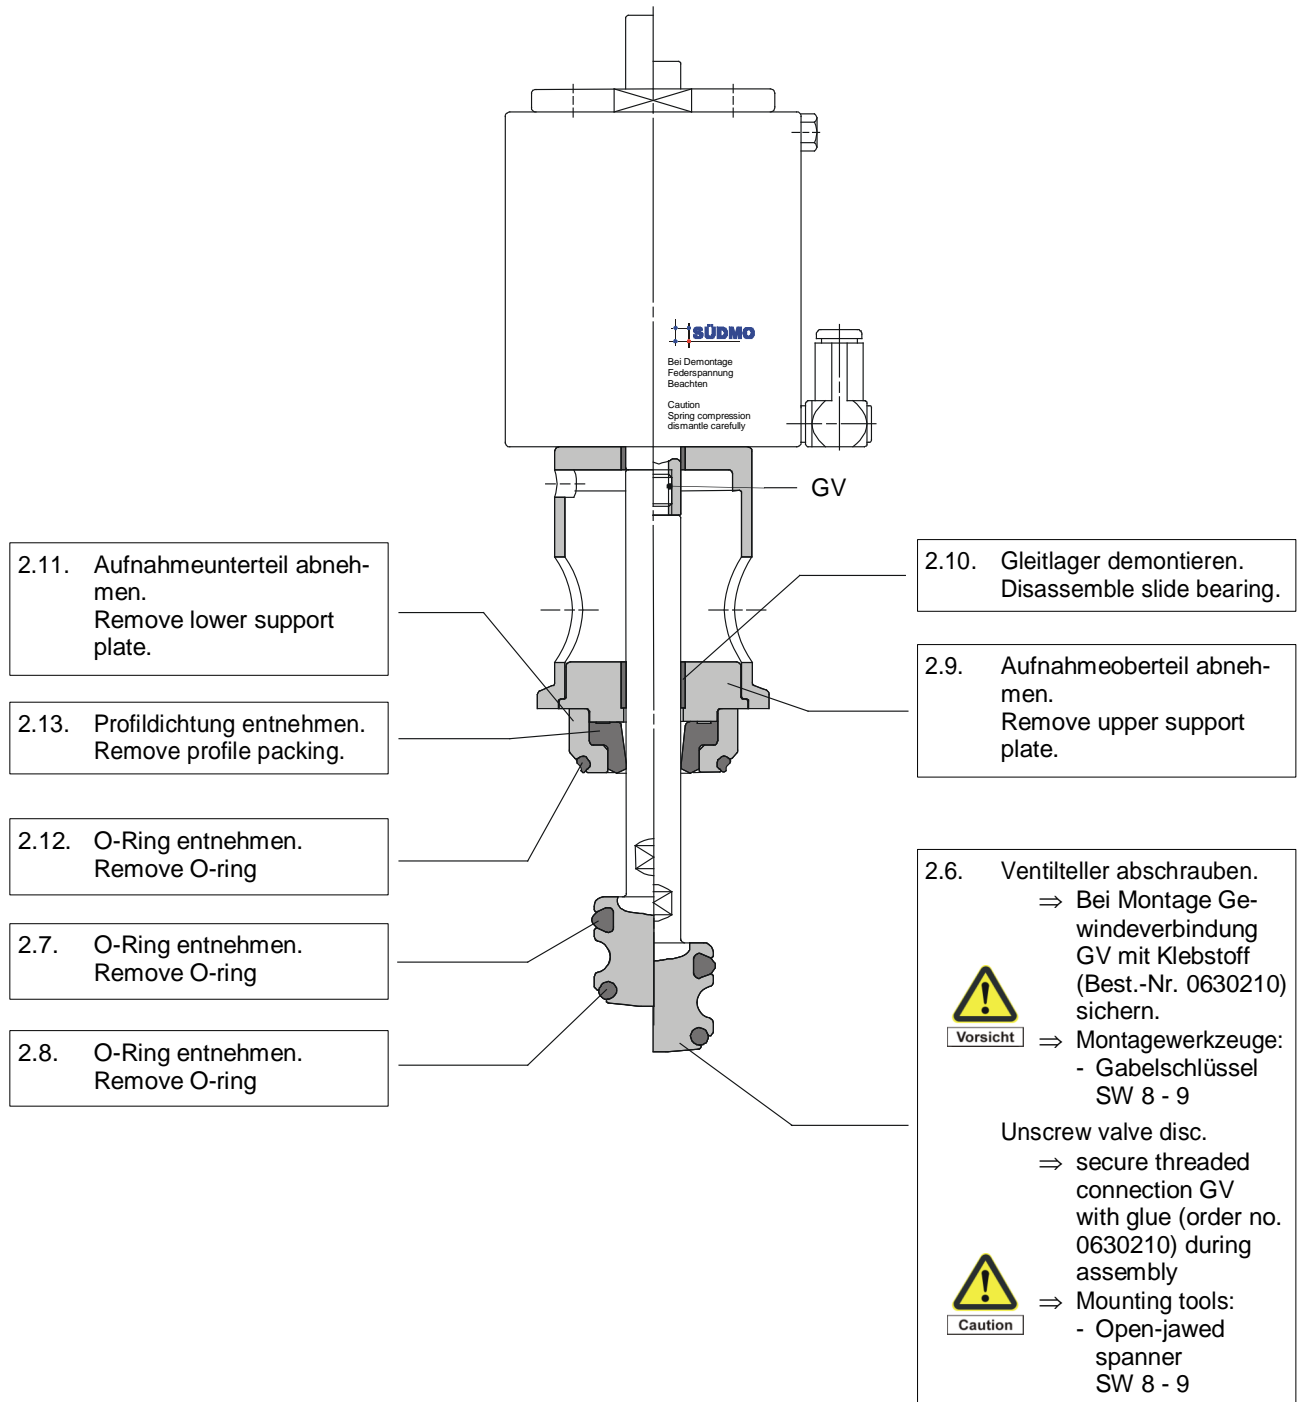 SÜDMO
Bei Demontage
Federspannung
Beachten
Caution
Spring compression
dismantle carefully
GV
2.11. Aufnahmeunterteil abneh-
men.
Remove lower support
plate.
2.13. Profildichtung entnehmen.
Remove profile packing.
2.12. O-Ring entnehmen.
Remove O-ring
2.7. O-Ring entnehmen.
Remove O-ring
2.8. O-Ring entnehmen.
Remove O-ring
2.10. Gleitlager demontieren.
Disassemble slide bearing.
2.9. Aufnahmeoberteil abneh-
men.
Remove upper support
plate.
2.6. Ventilteller abschrauben.
⇒ Bei Montage Ge-
windeverbindung
GV mit Klebstoff
(Best.-Nr. 0630210)
sichern.
Vorsicht
⇒ Montagewerkzeuge:
- Gabelschlüssel
SW 8 - 9
Unscrew valve disc.
⇒ secure threaded
connection GV
with glue (order no.
0630210) during
assembly
Caution
⇒ Mounting tools:
- Open-jawed
spanner
SW 8 - 9